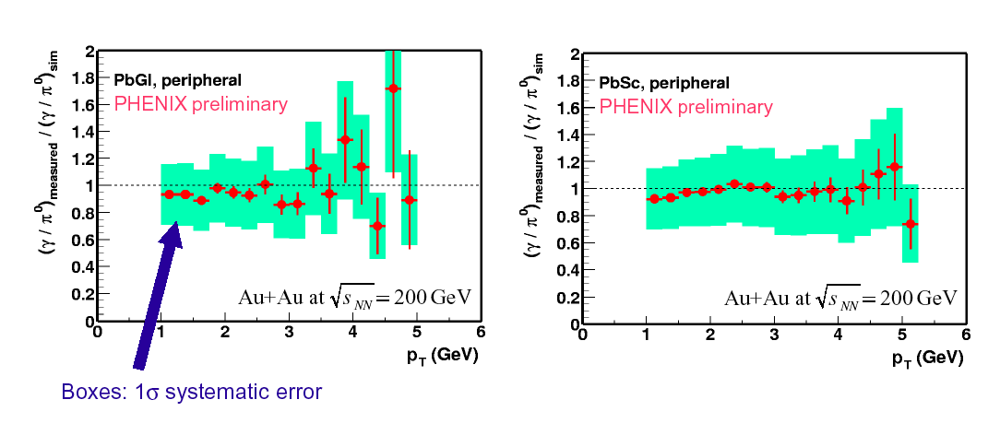 2
1.8
1.6
1.4
1.2
1
0.8
0.6
0.4
0.2
0
0 1 2 3 4 5 6
(γ / π⁰)measured / (γ / π⁰)sim
PbGl, peripheral
PHENIX preliminary
Au+Au at √sNN = 200 GeV
pT (GeV)
Boxes: 1σ systematic error
2
1.8
1.6
1.4
1.2
1
0.8
0.6
0.4
0.2
0
0 1 2 3 4 5 6
(γ / π⁰)measured / (γ / π⁰)sim
PbSc, peripheral
PHENIX preliminary
Au+Au at √sNN = 200 GeV
pT (GeV)